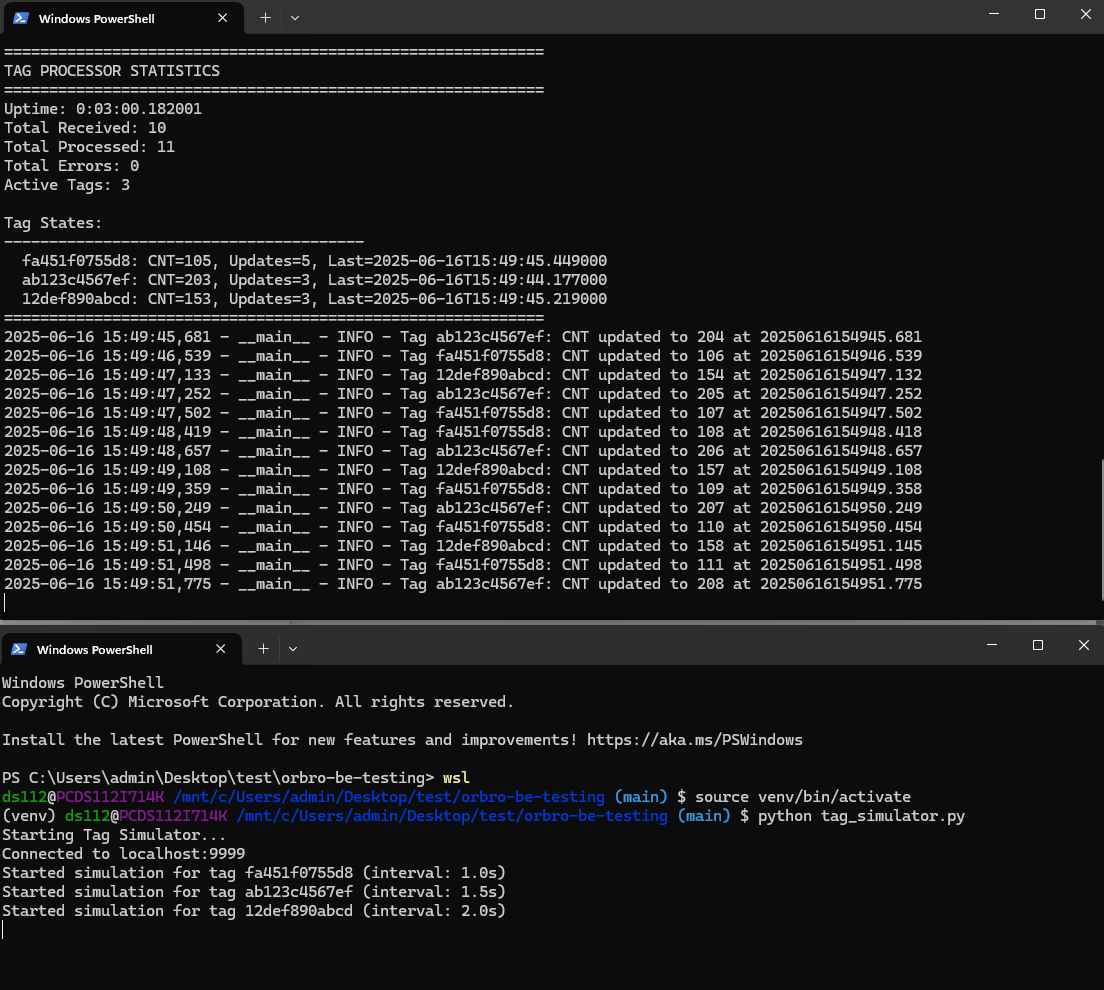 Windows PowerShell
============================================================
TAG PROCESSOR STATISTICS
============================================================
Uptime: 0:03:00.182001
Total Received: 10
Total Processed: 11
Total Errors: 0
Active Tags: 3
Tag States:
----------------------------------------
  fa451f0755d8: CNT=105, Updates=5, Last=2025-06-16T15:49:45.449000
  ab123c4567ef: CNT=203, Updates=3, Last=2025-06-16T15:49:44.177000
  12def890abcd: CNT=153, Updates=3, Last=2025-06-16T15:49:45.219000
============================================================
2025-06-16 15:49:45,681 - __main__ - INFO - Tag ab123c4567ef: CNT updated to 204 at 20250616154945.681
2025-06-16 15:49:46,539 - __main__ - INFO - Tag fa451f0755d8: CNT updated to 106 at 20250616154946.539
2025-06-16 15:49:47,133 - __main__ - INFO - Tag 12def890abcd: CNT updated to 154 at 20250616154947.132
2025-06-16 15:49:47,252 - __main__ - INFO - Tag ab123c4567ef: CNT updated to 205 at 20250616154947.252
2025-06-16 15:49:47,502 - __main__ - INFO - Tag fa451f0755d8: CNT updated to 107 at 20250616154947.502
2025-06-16 15:49:48,419 - __main__ - INFO - Tag fa451f0755d8: CNT updated to 108 at 20250616154948.418
2025-06-16 15:49:48,657 - __main__ - INFO - Tag ab123c4567ef: CNT updated to 206 at 20250616154948.657
2025-06-16 15:49:49,108 - __main__ - INFO - Tag 12def890abcd: CNT updated to 157 at 20250616154949.108
2025-06-16 15:49:49,359 - __main__ - INFO - Tag fa451f0755d8: CNT updated to 109 at 20250616154949.358
2025-06-16 15:49:50,249 - __main__ - INFO - Tag ab123c4567ef: CNT updated to 207 at 20250616154950.249
2025-06-16 15:49:50,454 - __main__ - INFO - Tag fa451f0755d8: CNT updated to 110 at 20250616154950.454
2025-06-16 15:49:51,146 - __main__ - INFO - Tag 12def890abcd: CNT updated to 158 at 20250616154951.145
2025-06-16 15:49:51,498 - __main__ - INFO - Tag fa451f0755d8: CNT updated to 111 at 20250616154951.498
2025-06-16 15:49:51,775 - __main__ - INFO - Tag ab123c4567ef: CNT updated to 208 at 20250616154951.775
Windows PowerShell
Windows PowerShell
Copyright (C) Microsoft Corporation. All rights reserved.
Install the latest PowerShell for new features and improvements! https://aka.ms/PSWindows
PS C:\Users\admin\Desktop\test\orbro-be-testing> wsl
ds112@PCDS112I714K /mnt/c/Users/admin/Desktop/test/orbro-be-testing (main) $ source venv/bin/activate
(venv) ds112@PCDS112I714K /mnt/c/Users/admin/Desktop/test/orbro-be-testing (main) $ python tag_simulator.py
Starting Tag Simulator...
Connected to localhost:9999
Started simulation for tag fa451f0755d8 (interval: 1.0s)
Started simulation for tag ab123c4567ef (interval: 1.5s)
Started simulation for tag 12def890abcd (interval: 2.0s)